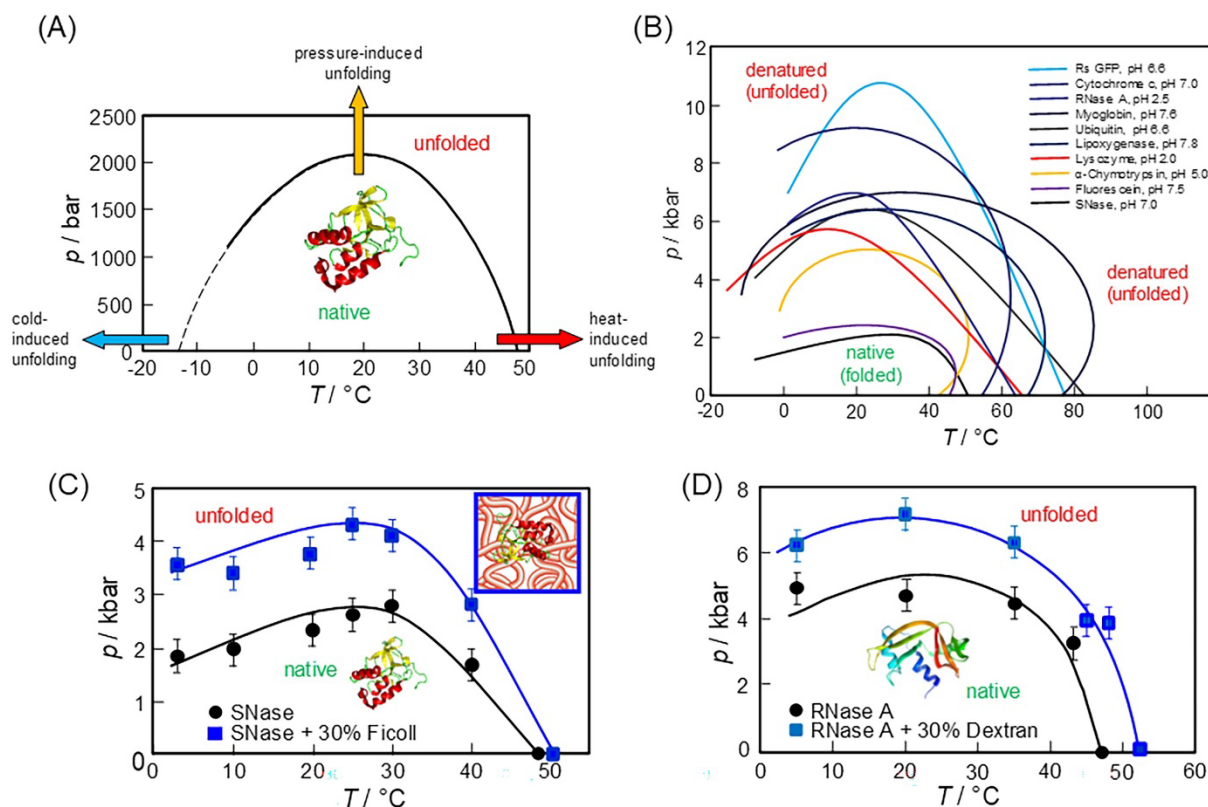 (A)
pressure-induced
unfolding
2500
2000
1500
1000
500
0
p / bar
unfolded
native
cold-
induced
unfolding
heat-
induced
unfolding
-20 -10 0 10 20 30 40 50
T / °C
(B)
12
10
8
6
4
2
0
p / kbar
denatured
(unfolded)
Rs GFP, pH 6.6
Cytochrome c, pH 7.0
RNase A, pH 2.5
Myoglobin, pH 7.6
Ubiquitin, pH 6.6
Lipoxygenase, pH 7.8
Lysozyme, pH 2.0
α-Chymotrypsin, pH 5.0
Fluorescein, pH 7.5
SNase, pH 7.0
denatured
(unfolded)
native
(folded)
-20 0 20 40 60 80 100
T / °C
(C)
5
4
3
2
1
0
p / kbar
unfolded
native
SNase
SNase + 30% Ficoll
0 10 20 30 40 50
T / °C
(D)
8
6
4
2
0
p / kbar
unfolded
native
RNase A
RNase A + 30% Dextran
0 10 20 30 40 50 60
T / °C